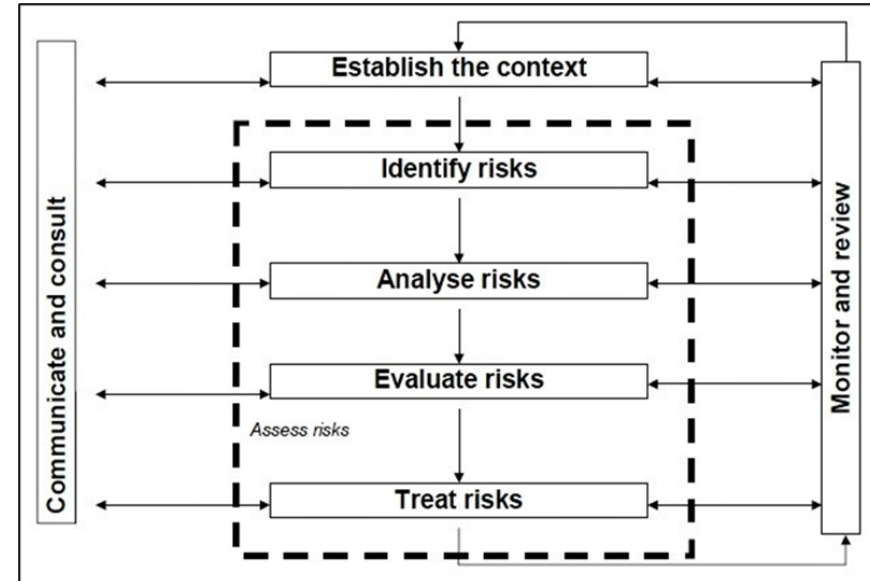 Establish the context
Communicate and consult
Identify risks
Analyse risks
Evaluate risks
Assess risks
Treat risks
Monitor and review